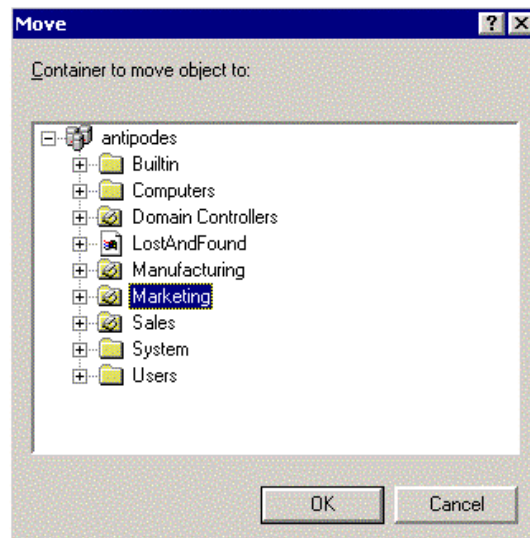 Move
Container to move object to:
antipodes
Builtin
Computers
Domain Controllers
LostAndFound
Manufacturing
Marketing
Sales
System
Users
OK Cancel